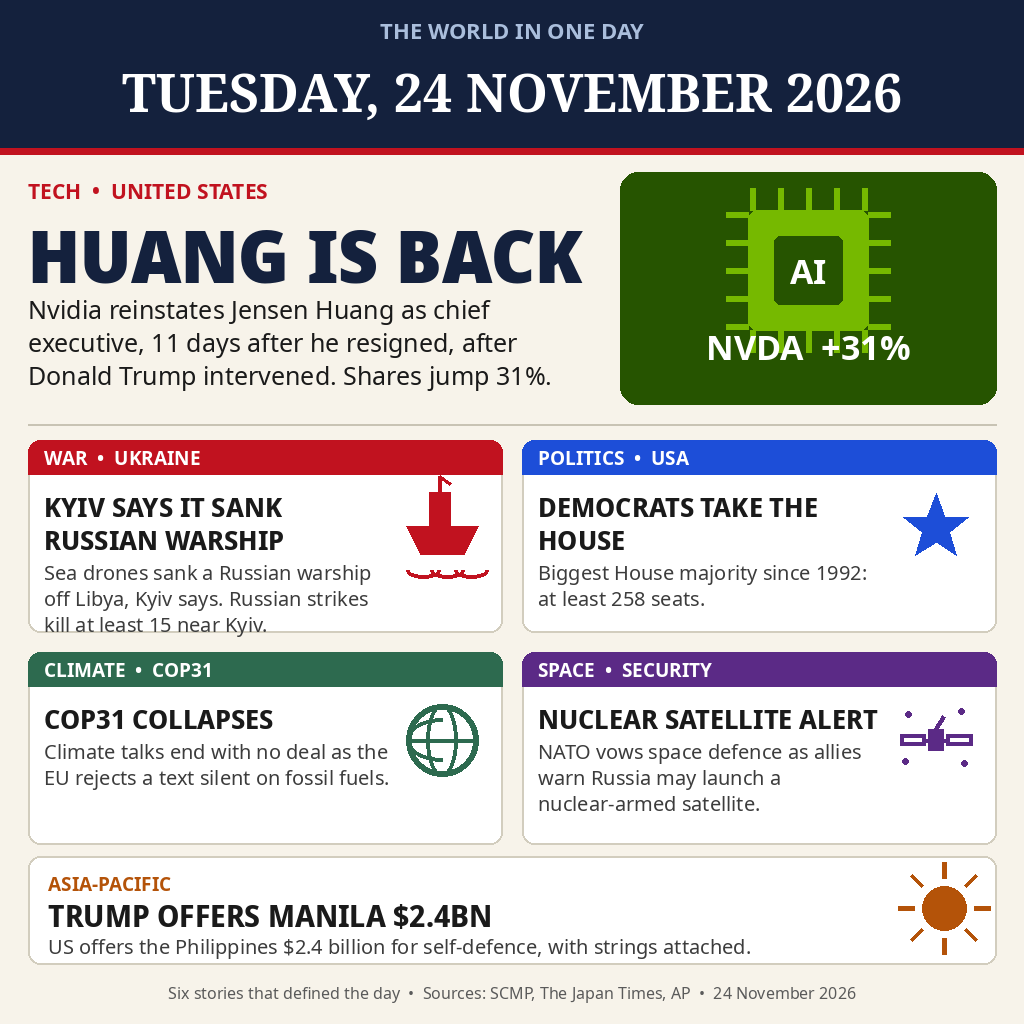 THE WORLD IN ONE DAY
TUESDAY, 24 NOVEMBER 2026
TECH • UNITED STATES
HUANG IS BACK
Nvidia reinstates Jensen Huang as chief
executive, 11 days after he resigned, after
Donald Trump intervened. Shares jump 31%.
AI
NVDA +31%
WAR • UKRAINE
KYIV SAYS IT SANK
RUSSIAN WARSHIP
Sea drones sank a Russian warship
off Libya, Kyiv says. Russian strikes
kill at least 15 near Kyiv.
POLITICS • USA
DEMOCRATS TAKE THE
HOUSE
Biggest House majority since 1992:
at least 258 seats.
CLIMATE • COP31
COP31 COLLAPSES
Climate talks end with no deal as the
EU rejects a text silent on fossil fuels.
SPACE • SECURITY
NUCLEAR SATELLITE ALERT
NATO vows space defence as allies
warn Russia may launch a
nuclear-armed satellite.
ASIA-PACIFIC
TRUMP OFFERS MANILA $2.4BN
US offers the Philippines $2.4 billion for self-defence, with strings attached.
Six stories that defined the day • Sources: SCMP, The Japan Times, AP • 24 November 2026